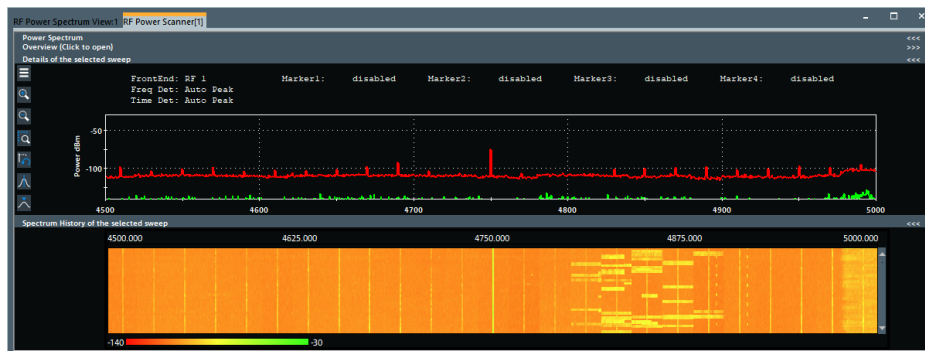 RF Power Spectrum View:1 RF Power Scanner[1]
Power Spectrum <<<
Overview (Click to open) >>>
Details of the selected sweep <<<
FrontEnd: RF 1 Marker1: disabled Marker2: disabled Marker3: disabled Marker4: disabled
Freq Det: Auto Peak
Time Det: Auto Peak
Power dBm
-50
-100
4500 4600 4700 4800 4900 5000
Spectrum History of the selected sweep <<<
4500.000 4625.000 4750.000 4875.000 5000.000
-140 -30